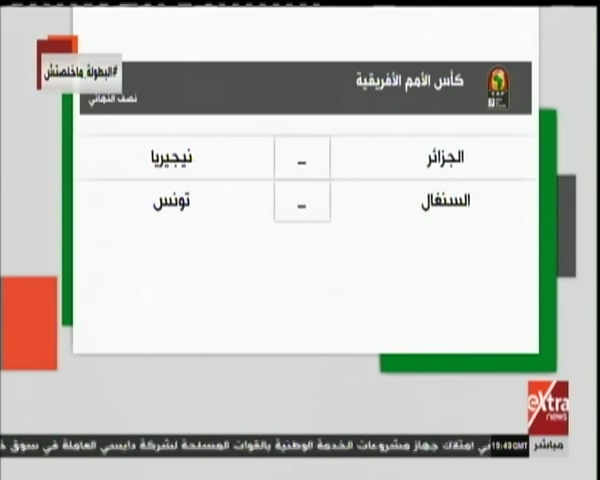 #البطولة_ماخلصتش
كأس الأمم الأفريقية
نصف النهائي
الجزائر - نيجيريا
السنغال - تونس
eXtra
news
مباشر
19:49 GMT
في امتلاك جهاز مشروعات الخدمة الوطنية بالقوات المسلحة لشركة دايسي العاملة في سوق